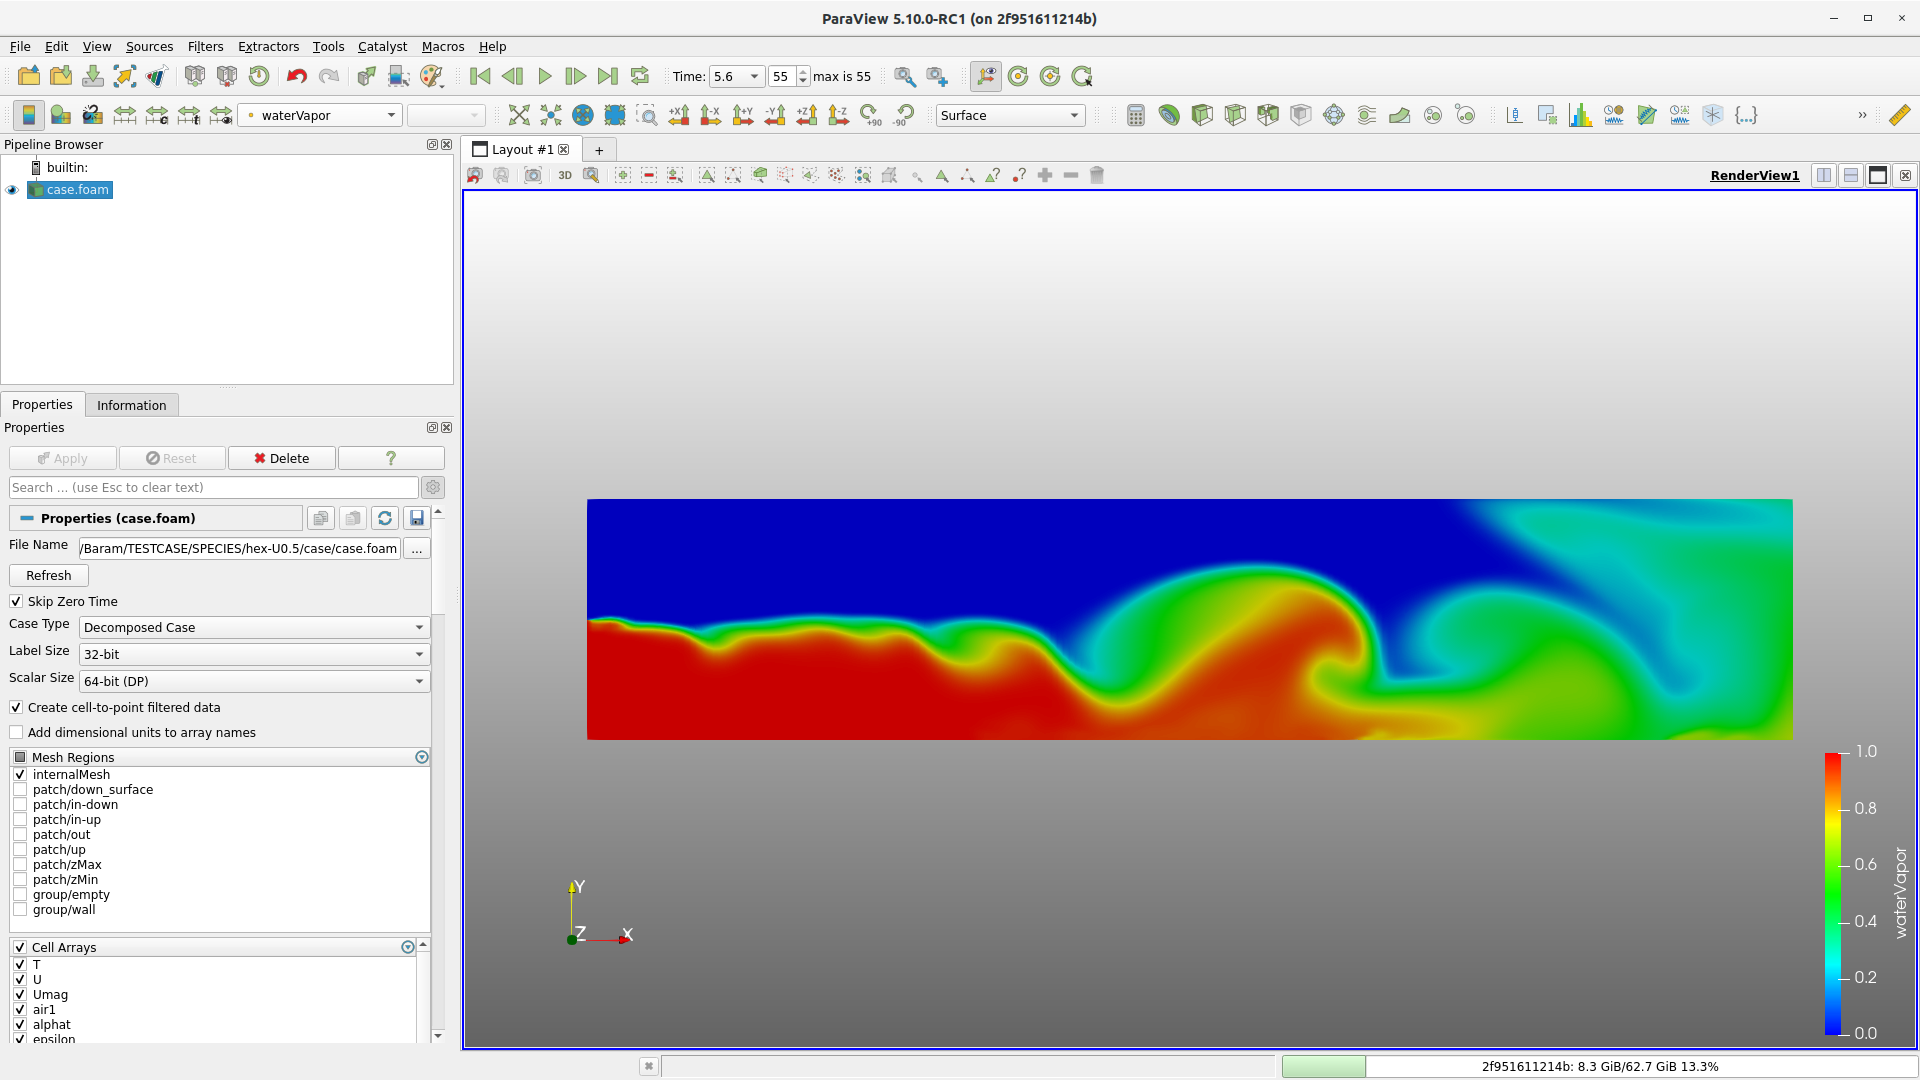 ParaView 5.10.0-RC1 (on 2f951611214b)
File Edit View Sources Filters Extractors Tools Catalyst Macros Help
Time: 5.6 55 max is 55
waterVapor Surface +X -X +Y -Y +Z -Z +90 -90
Pipeline Browser
builtin:
case.foam
Properties Information
Properties
Apply Reset Delete ?
Search ... (use Esc to clear text)
Properties (case.foam)
File Name /Baram/TESTCASE/SPECIES/hex-U0.5/case/case.foam ...
Refresh
Skip Zero Time
Case Type Decomposed Case
Label Size 32-bit
Scalar Size 64-bit (DP)
Create cell-to-point filtered data
Add dimensional units to array names
Mesh Regions
internalMesh
patch/down_surface
patch/in-down
patch/in-up
patch/out
patch/up
patch/zMax
patch/zMin
group/empty
group/wall
Cell Arrays
T
U
Umag
air1
alphat
epsilon
Layout #1 +
3D RenderView1
Y
Z X
1.0
0.8
0.6
0.4
0.2
0.0
waterVapor
2f951611214b: 8.3 GiB/62.7 GiB 13.3%